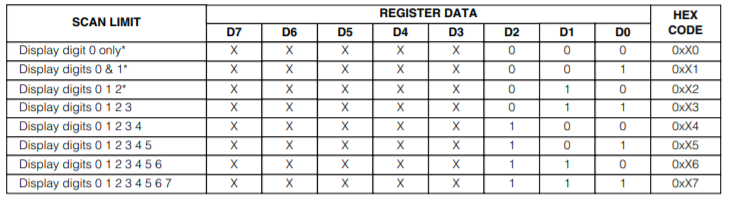 SCAN LIMIT REGISTER DATA HEX CODE
D7 D6 D5 D4 D3 D2 D1 D0
Display digit 0 only* X X X X X 0 0 0 0xX0
Display digits 0 & 1* X X X X X 0 0 1 0xX1
Display digits 0 1 2* X X X X X 0 1 0 0xX2
Display digits 0 1 2 3 X X X X X 0 1 1 0xX3
Display digits 0 1 2 3 4 X X X X X 1 0 0 0xX4
Display digits 0 1 2 3 4 5 X X X X X 1 0 1 0xX5
Display digits 0 1 2 3 4 5 6 X X X X X 1 1 0 0xX6
Display digits 0 1 2 3 4 5 6 7 X X X X X 1 1 1 0xX7